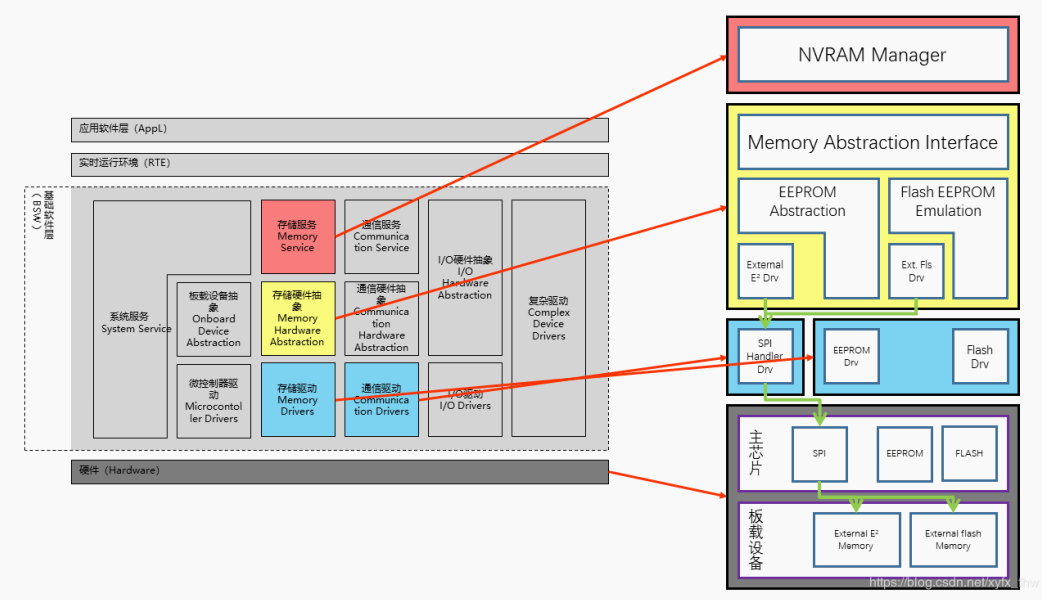 应用软件层（AppL）
实时运行环境（RTE）
基础软件层
（BSW）
系统服务
System Service
板载设备抽
象
Onboard
Device
Abstraction
微控制器驱
动
Microcontol
ler Drivers
存储服务
Memory
Service
存储硬件抽
象
Memory
Hardware
Abstraction
存储驱动
Memory
Drivers
通信服务
Communica
tion Service
通信硬件抽
象
Communica
tion
Hardware
Abstraction
通信驱动
Communica
tion Drivers
I/O硬件抽象
I/O
Hardware
Abstraction
I/O驱动
I/O Drivers
复杂驱动
Complex
Device
Drivers
硬件（Hardware）
NVRAM Manager
Memory Abstraction Interface
EEPROM
Abstraction
Flash EEPROM
Emulation
External
E² Drv
Ext. Fls
Drv
SPI
Handler
Drv
EEPROM
Drv
Flash
Drv
主芯片
SPI
EEPROM
FLASH
板载设备
External E²
Memory
External flash
Memory
https://blog.csdn.net/xyfx_fhw